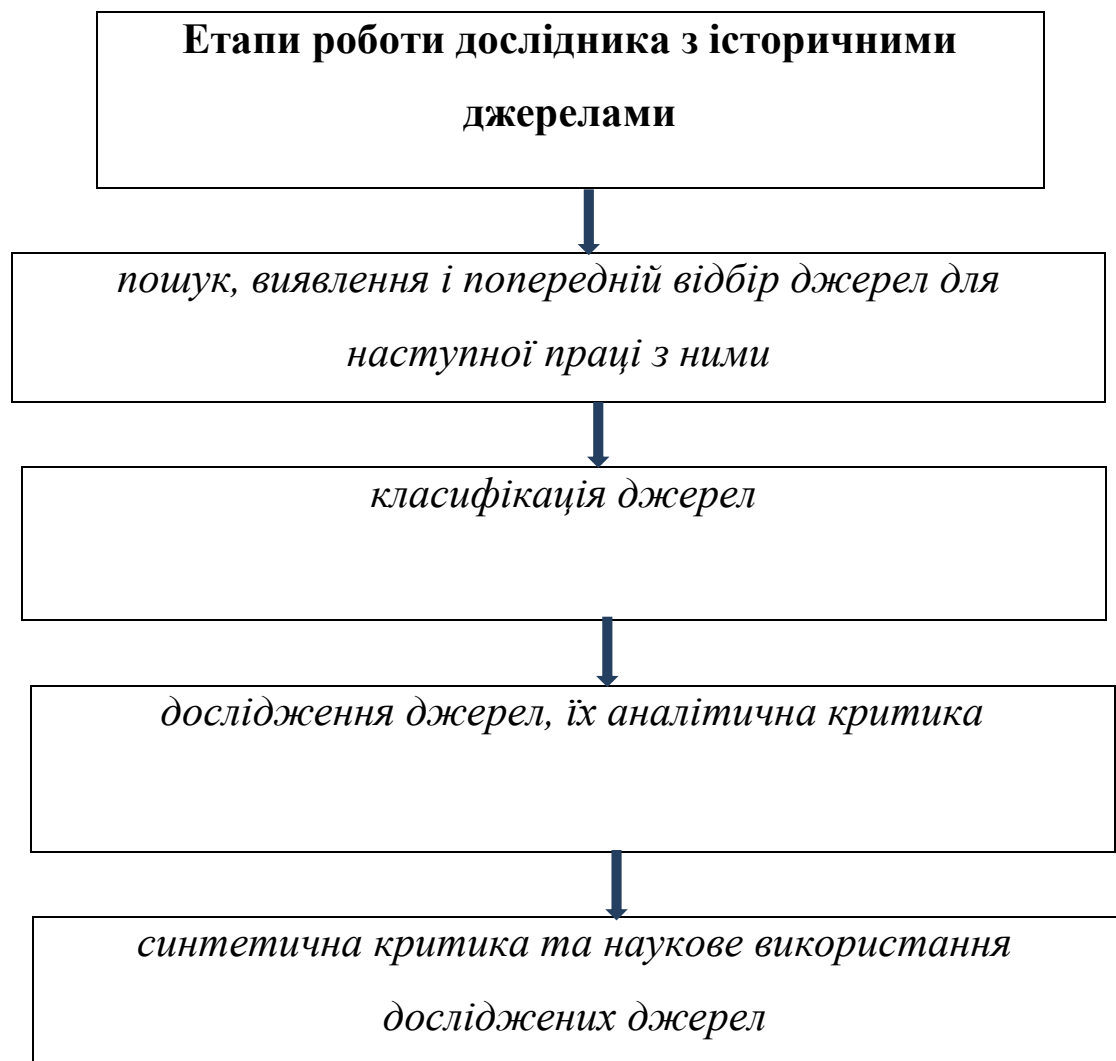 Етапи роботи дослідника з історичними
джерелами
пошук, виявлення і попередній відбір джерел для
наступної праці з ними
класифікація джерел
дослідження джерел, їх аналітична критика
синтетична критика та наукове використання
досліджених джерел